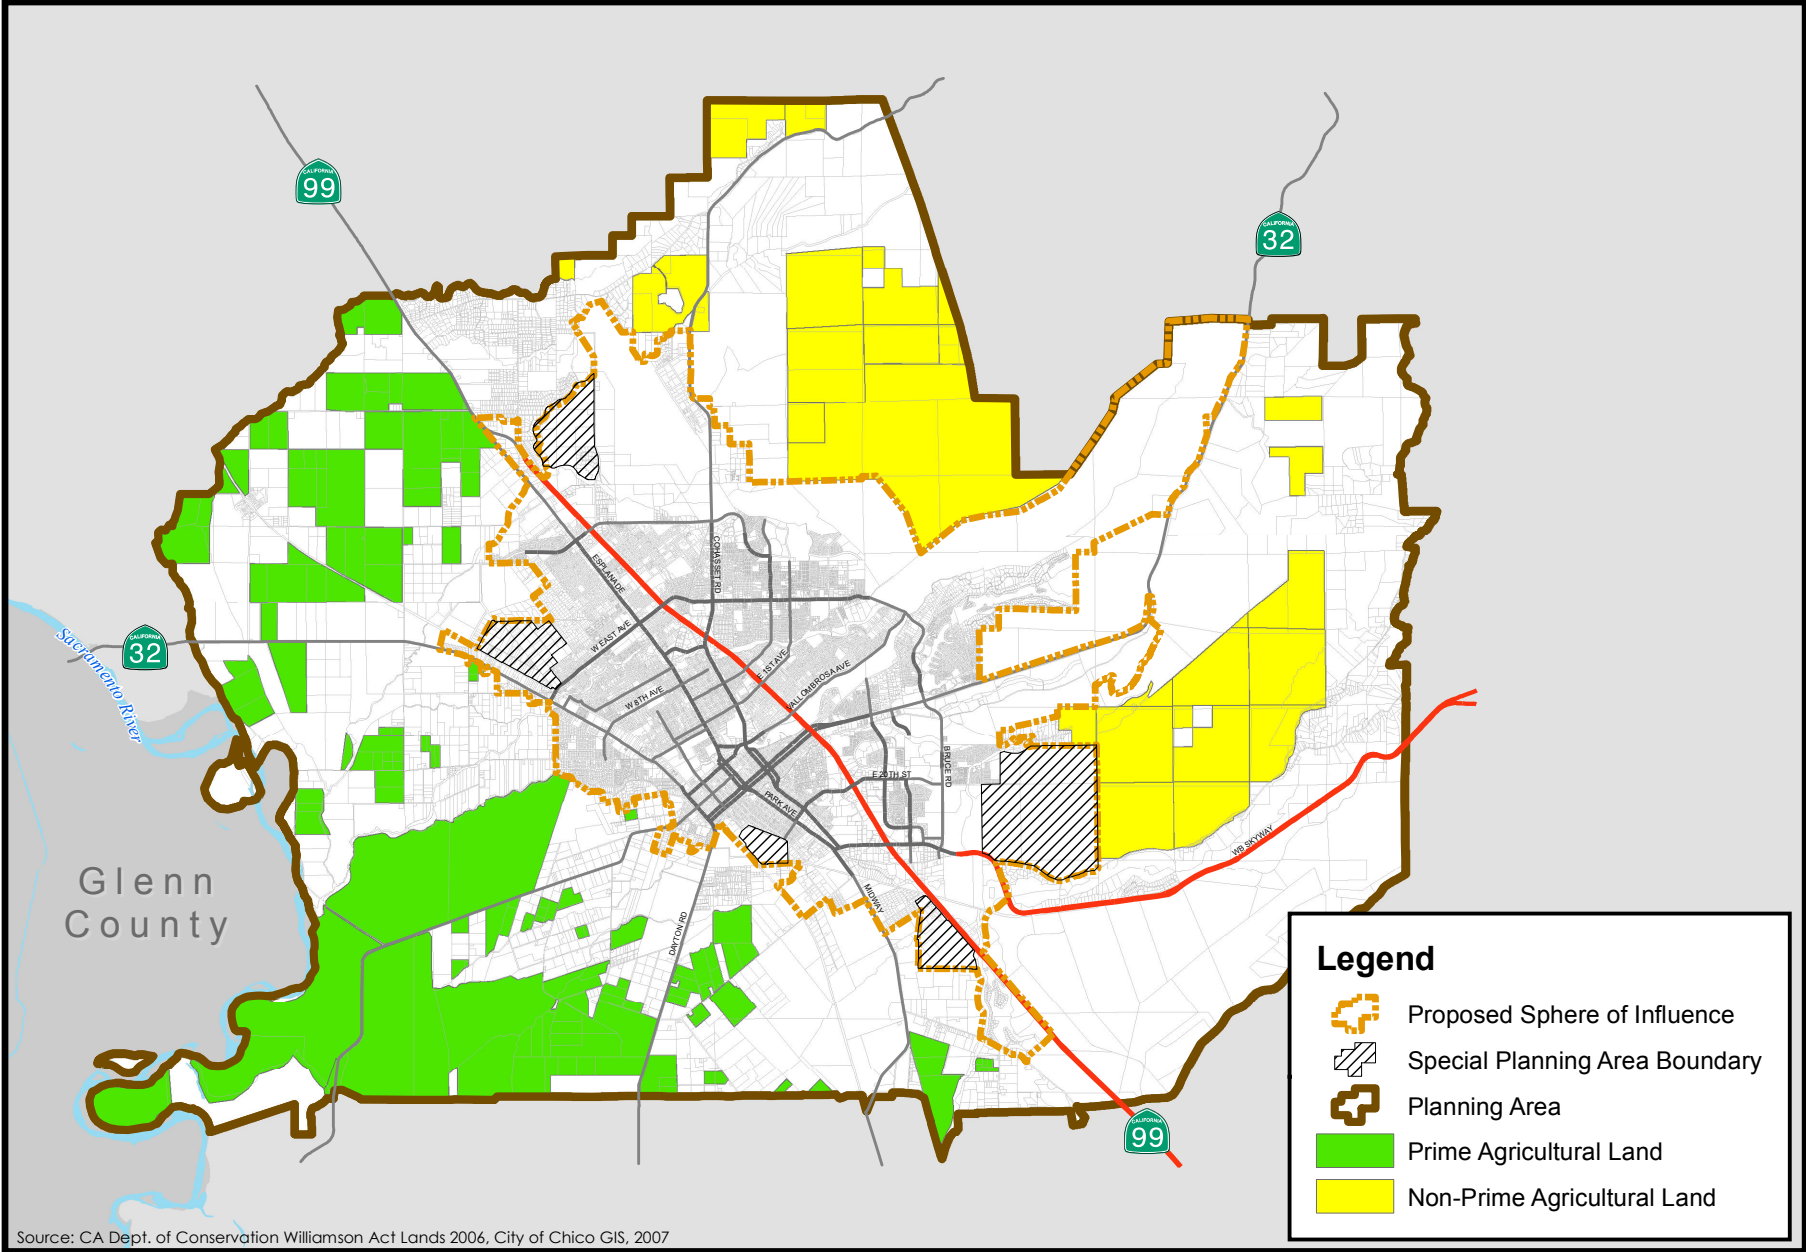 CALIFORNIA
99
CALIFORNIA
32
COHASSET RD
ESPLANADE
W EAST AVE
E 1ST AVE
VALLOMBROSA AVE
W 8TH AVE
CALIFORNIA
32
Sacramento River
BRUCE RD
E 20TH ST
PARK AVE
WB SKYWAY
MIDWAY
DAYTON RD
Glenn
County
CALIFORNIA
99
Legend
Proposed Sphere of Influence
Special Planning Area Boundary
Planning Area
Prime Agricultural Land
Non-Prime Agricultural Land
Source: CA Dept. of Conservation Williamson Act Lands 2006, City of Chico GIS, 2007